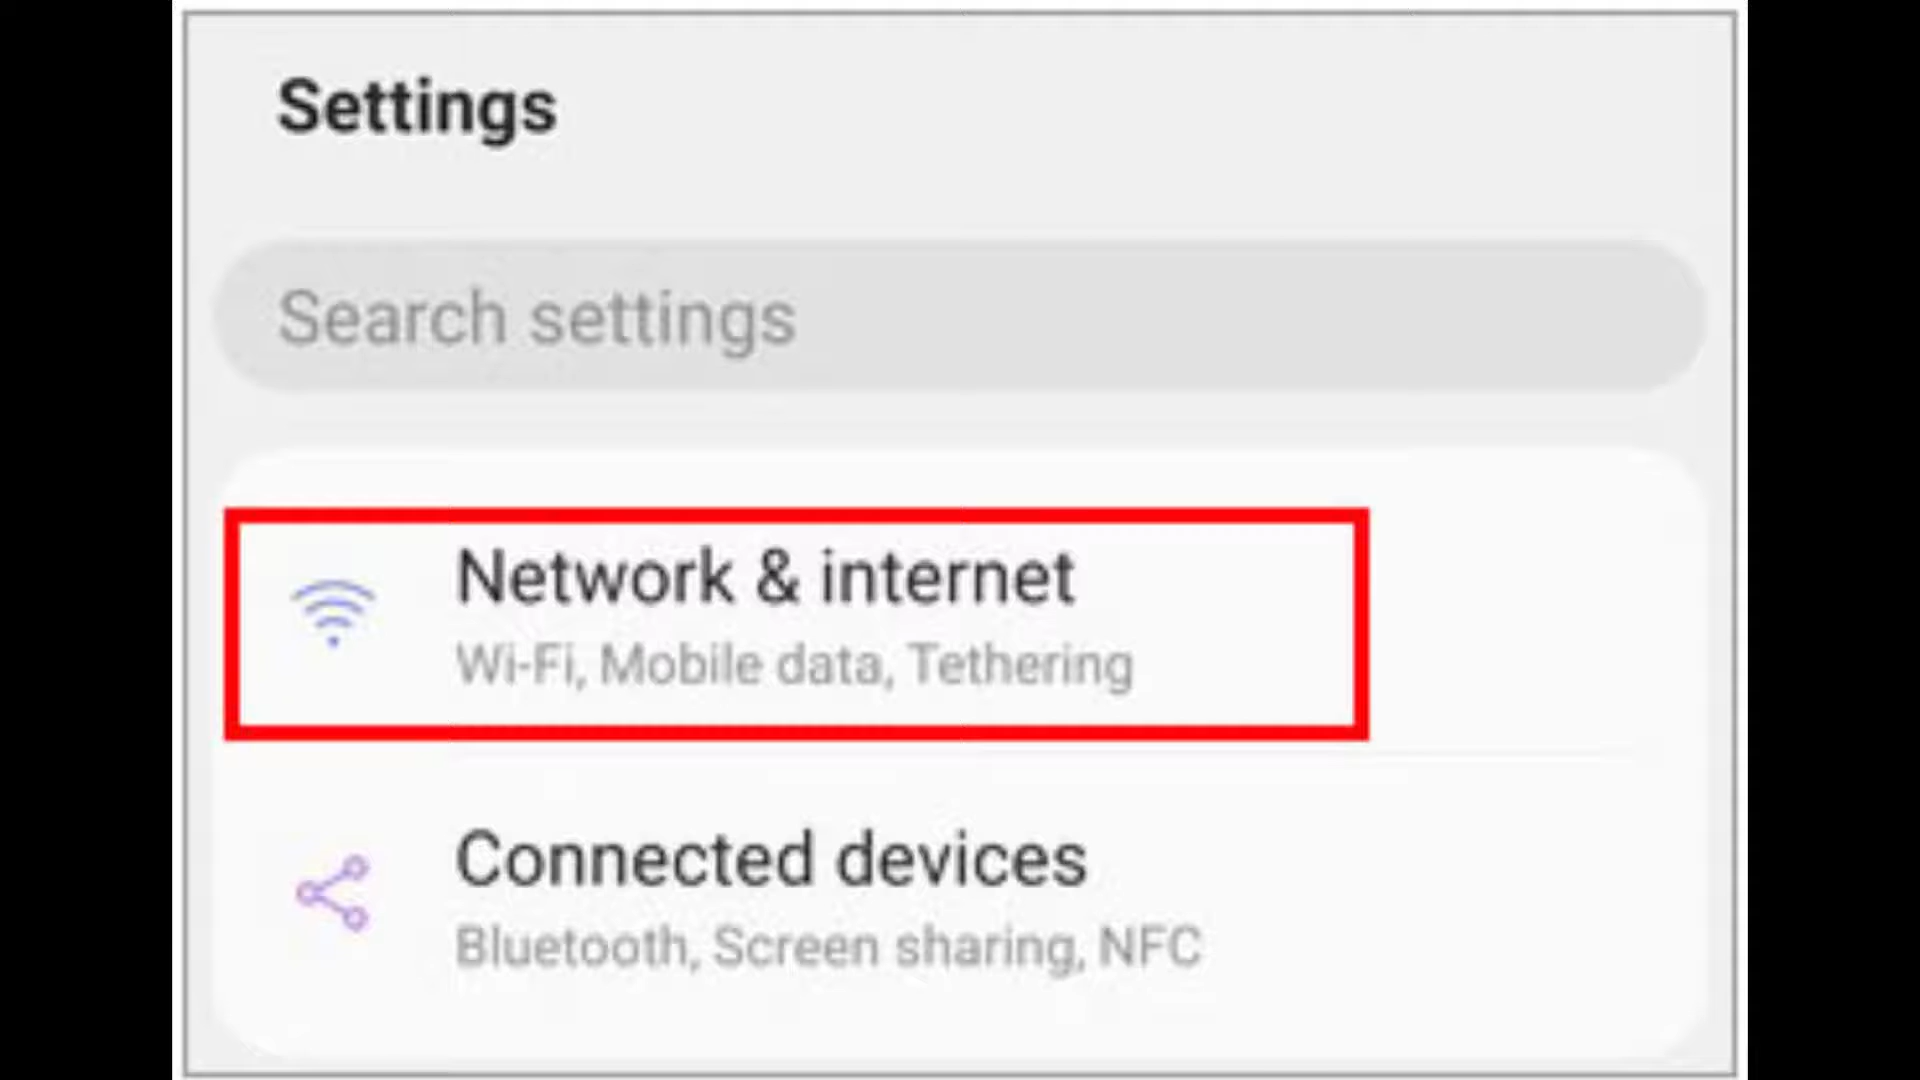 Settings
Search settings
Network & internet
Wi-Fi, Mobile data, Tethering
Connected devices
Bluetooth, Screen sharing, NFC